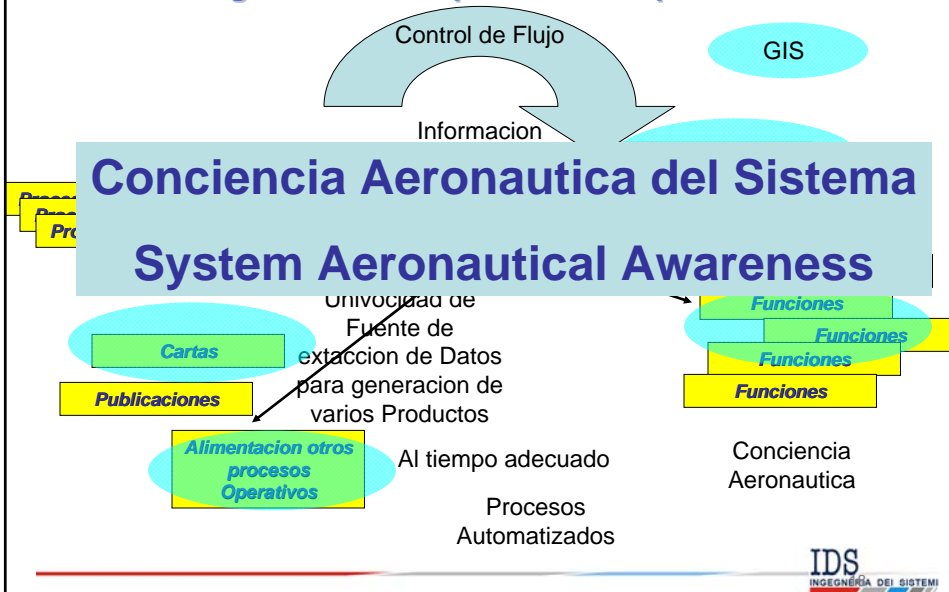 Control de Flujo
GIS
Informacion
Conciencia Aeronautica del Sistema
System Aeronautical Awareness
Univocidad de
Fuente de
extaccion de Datos
para generacion de
varios Productos
Cartas
Publicaciones
Alimentacion otros
procesos
Operativos
Funciones
Funciones
Funciones
Funciones
Al tiempo adecuado
Procesos
Automatizados
Conciencia
Aeronautica
IDS
INGEGNERIA DEI SISTEMI